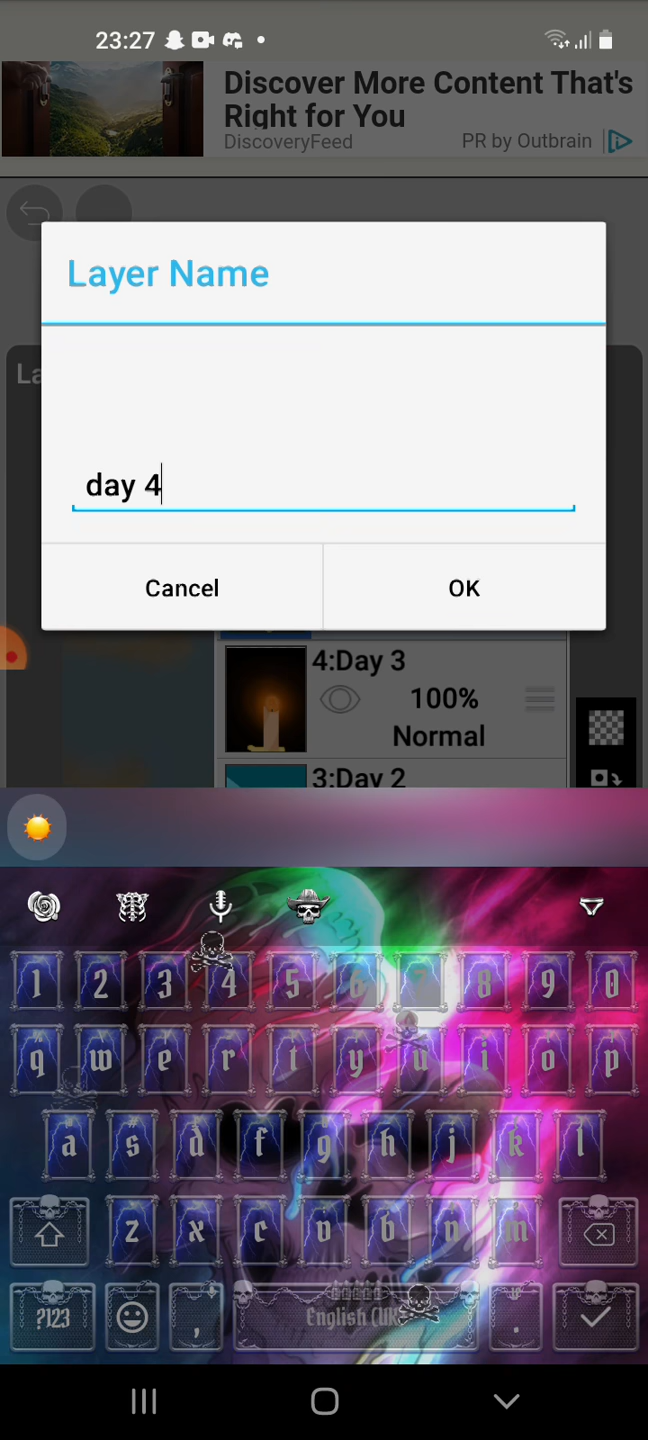 23:27
Discover More Content That's
Right for You
DiscoveryFeed PR by Outbrain
Layer Name
La
day 4
Cancel OK
4:Day 3
100%
Normal
3:Day 2
1 2 3 4 5 6 7 8 9 0
q w e r t y u i o p
a s d f g h j k l
z x c v b n m
?123 , English (UK .